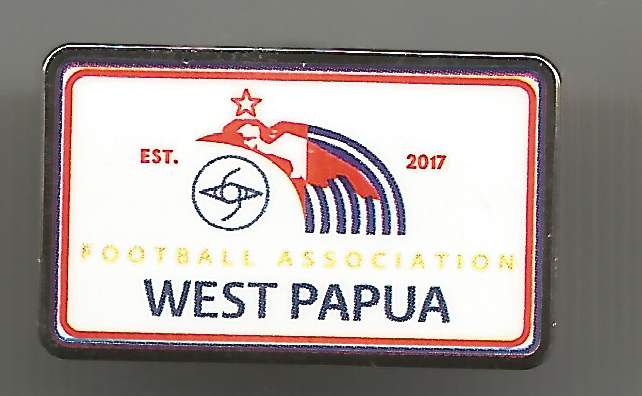 EST. 2017
FOOTBALL ASSOCIATION
WEST PAPUA